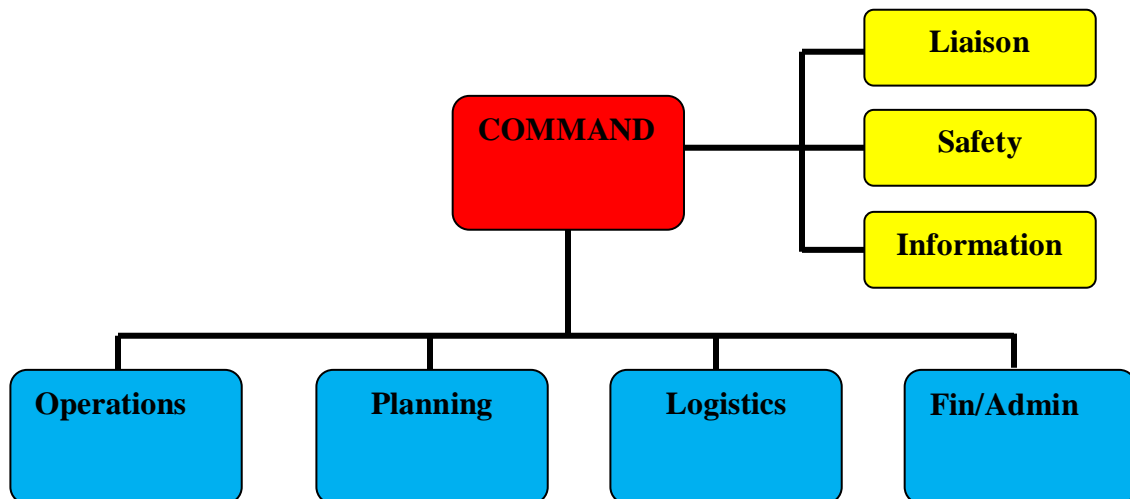 Liaison
COMMAND
Safety
Information
Operations
Planning
Logistics
Fin/Admin